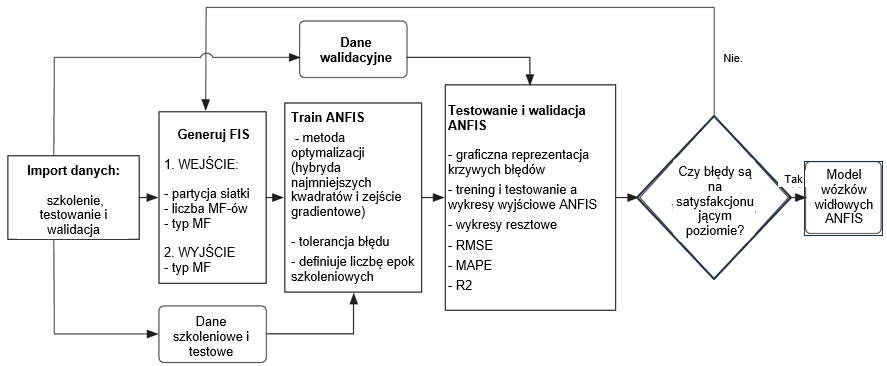 Dane
walidacyjne
Nie.
Import danych:
szkolenie,
testowanie i
walidacja
Generuj FIS
1. WEJŚCIE:
- partycja siatki
- liczba MF-ów
- typ MF
2. WYJŚCIE
- typ MF
Train ANFIS
- metoda
optymalizacji
(hybryda
najmniejszych
kwadratów i zejście
gradientowe)
- tolerancja błędu
- definiuje liczbę epok
szkoleniowych
Testowanie i walidacja
ANFIS
- graficzna reprezentacja
krzywych błędów
- trening i testowanie a
wykresy wyjściowe ANFIS
- wykresy resztowe
- RMSE
- MAPE
- R2
Czy błędy są
na
satysfakcjonu
jącym
poziomie?
Tak
Model
wózków
widłowych
ANFIS
Dane
szkoleniowe i
testowe